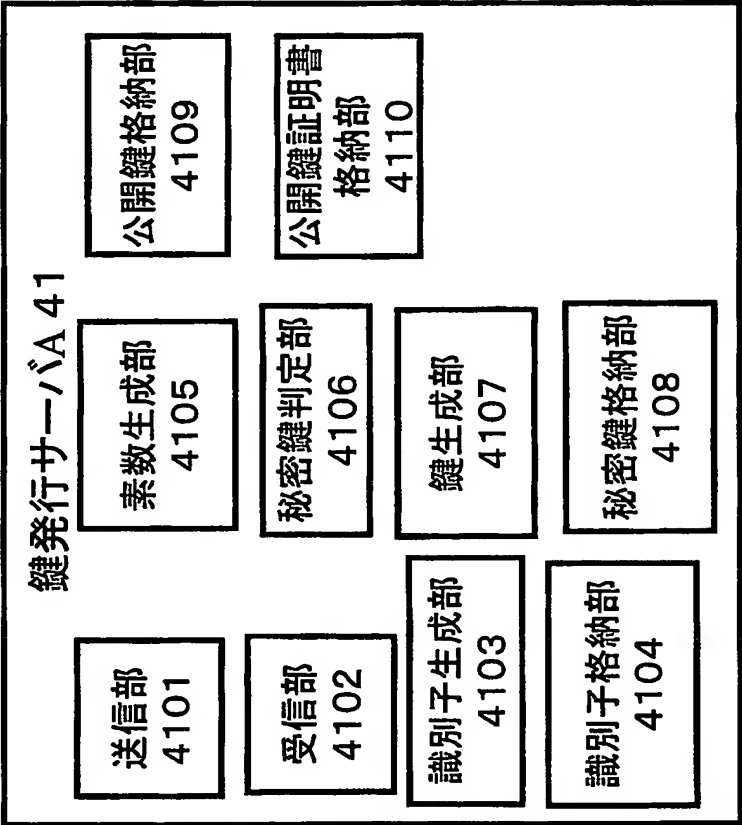 鍵発行サーバA 41
送信部
4101
受信部
4102
識別子生成部
4103
識別子格納部
4104
素数生成部
4105
秘密鍵判定部
4106
鍵生成部
4107
秘密鍵格納部
4108
公開鍵格納部
4109
公開鍵証明書
格納部
4110